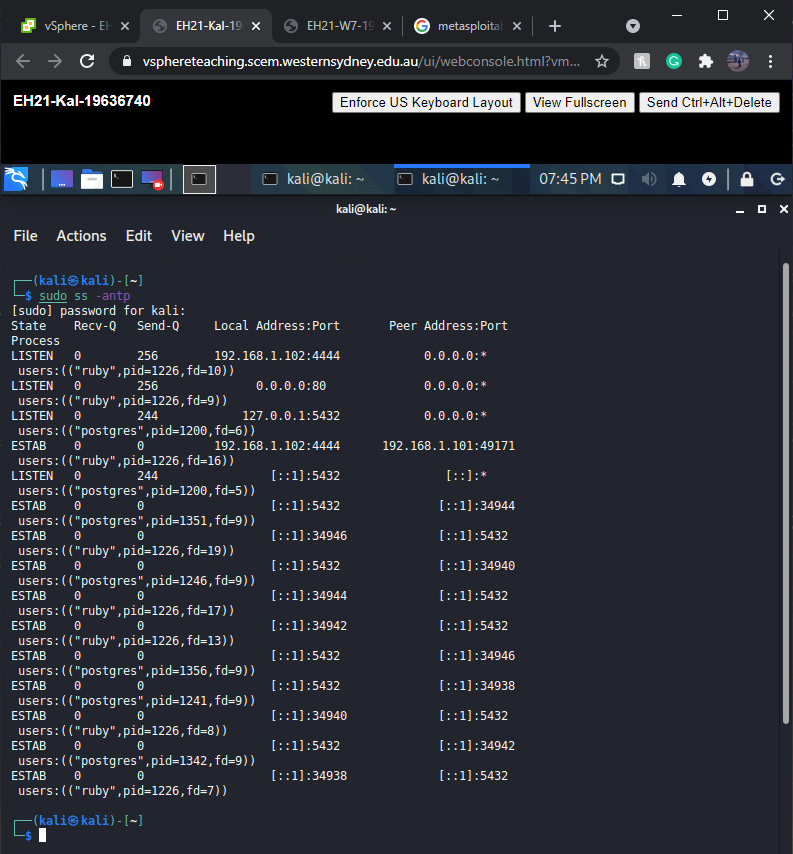 vSphere - EH
EH21-Kal-19
EH21-W7-19
metasploital
vsphereteaching.scem.westernsydney.edu.au/ui/webconsole.html?vm...
EH21-Kal-19636740
Enforce US Keyboard Layout
View Fullscreen
Send Ctrl+Alt+Delete
kali@kali: ~
kali@kali: ~
07:45 PM
kali@kali: ~
File Actions Edit View Help
┌──(kali㉿kali)-[~]
└─$ sudo ss -antp
[sudo] password for kali:
State Recv-Q Send-Q Local Address:Port Peer Address:Port
Process
LISTEN 0 256 192.168.1.102:4444 0.0.0.0:*
users:(("ruby",pid=1226,fd=10))
LISTEN 0 256 0.0.0.0:80 0.0.0.0:*
users:(("ruby",pid=1226,fd=9))
LISTEN 0 244 127.0.0.1:5432 0.0.0.0:*
users:(("postgres",pid=1200,fd=6))
ESTAB 0 0 192.168.1.102:4444 192.168.1.101:49171
users:(("ruby",pid=1226,fd=16))
LISTEN 0 244 [::1]:5432 [::]:*
users:(("postgres",pid=1200,fd=5))
ESTAB 0 0 [::1]:5432 [::1]:34944
users:(("postgres",pid=1351,fd=9))
ESTAB 0 0 [::1]:34946 [::1]:5432
users:(("ruby",pid=1226,fd=19))
ESTAB 0 0 [::1]:5432 [::1]:34940
users:(("postgres",pid=1246,fd=9))
ESTAB 0 0 [::1]:34944 [::1]:5432
users:(("ruby",pid=1226,fd=17))
ESTAB 0 0 [::1]:34942 [::1]:5432
users:(("ruby",pid=1226,fd=13))
ESTAB 0 0 [::1]:5432 [::1]:34946
users:(("postgres",pid=1356,fd=9))
ESTAB 0 0 [::1]:5432 [::1]:34938
users:(("postgres",pid=1241,fd=9))
ESTAB 0 0 [::1]:34940 [::1]:5432
users:(("ruby",pid=1226,fd=8))
ESTAB 0 0 [::1]:5432 [::1]:34942
users:(("postgres",pid=1342,fd=9))
ESTAB 0 0 [::1]:34938 [::1]:5432
users:(("ruby",pid=1226,fd=7))
┌──(kali㉿kali)-[~]
└─$